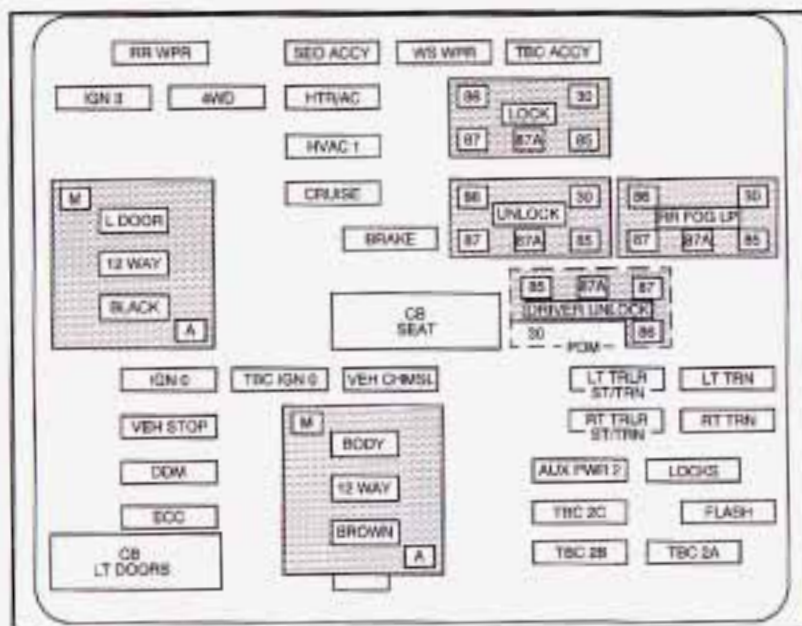 RR WPR
SEO ACCY
WS WPR
TBC ACCY
IGN 3
4WD
HTR/AC
HVAC 1
CRUISE
BRAKE
86
30
LOCK
87
87A
85
86
30
UNLOCK
87
87A
85
86
30
RR FOG LP
87
87A
85
M
L DOOR
12 WAY
BLACK
A
CB
SEAT
85
87A
87
DRIVER UNLOCK
30
86
PDM
IGN 0
TBC IGN 0
VEH CHMSL
LT TRLR
ST/TRN
LT TRN
VEH STOP
RT TRLR
ST/TRN
RT TRN
DDM
M
BODY
12 WAY
BROWN
A
AUX PWR 2
LOCKS
ECC
TBC 2C
FLASH
CB
LT DOORS
TBC 2B
TBC 2A